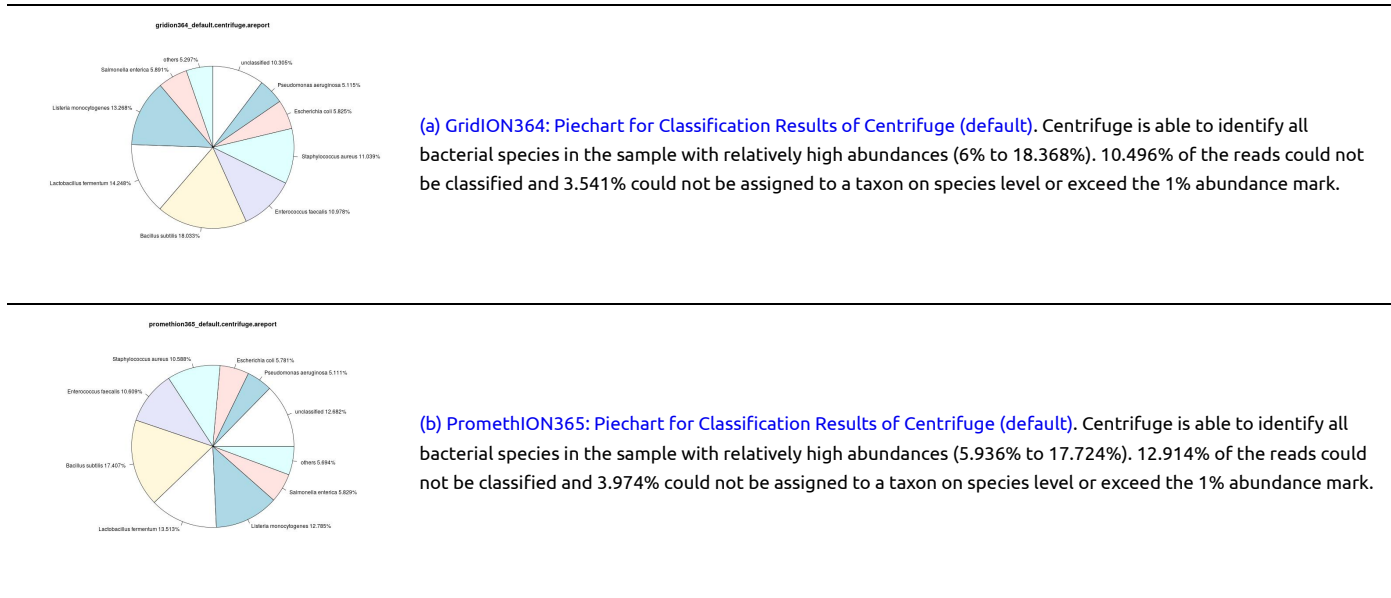 gridion364_default.centrifuge.areport
others 5.297%
unclassified 10.305%
Salmonella enterica 5.891%
Pseudomonas aeruginosa 5.115%
Listeria monocytogenes 13.268%
Escherichia coli 5.825%
Staphylococcus aureus 11.039%
Lactobacillus fermentum 14.248%
Enterococcus faecalis 10.978%
Bacillus subtilis 18.033%
(a) GridION364: Piechart for Classification Results of Centrifuge (default). Centrifuge is able to identify all
bacterial species in the sample with relatively high abundances (6% to 18.368%). 10.496% of the reads could not
be classified and 3.541% could not be assigned to a taxon on species level or exceed the 1% abundance mark.
promethion365_default.centrifuge.areport
Staphylococcus aureus 10.588%
Escherichia coli 5.781%
Pseudomonas aeruginosa 5.111%
Enterococcus faecalis 10.609%
unclassified 12.682%
Bacillus subtilis 17.407%
others 5.694%
Salmonella enterica 5.829%
Lactobacillus fermentum 13.513%
Listeria monocytogenes 12.785%
(b) PromethION365: Piechart for Classification Results of Centrifuge (default). Centrifuge is able to identify all
bacterial species in the sample with relatively high abundances (5.936% to 17.724%). 12.914% of the reads could
not be classified and 3.974% could not be assigned to a taxon on species level or exceed the 1% abundance mark.